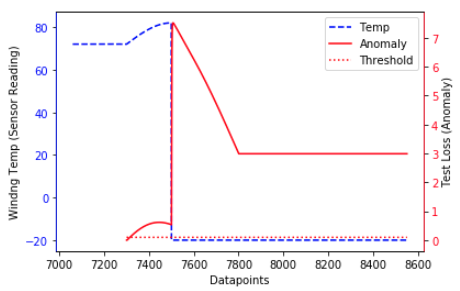 Temp
Anomaly
Threshold
80
60
40
20
0
−20
Windng Temp (Sensor Reading)
7
6
5
4
3
2
1
0
Test Loss (Anomaly)
7000 7200 7400 7600 7800 8000 8200 8400 8600
Datapoints